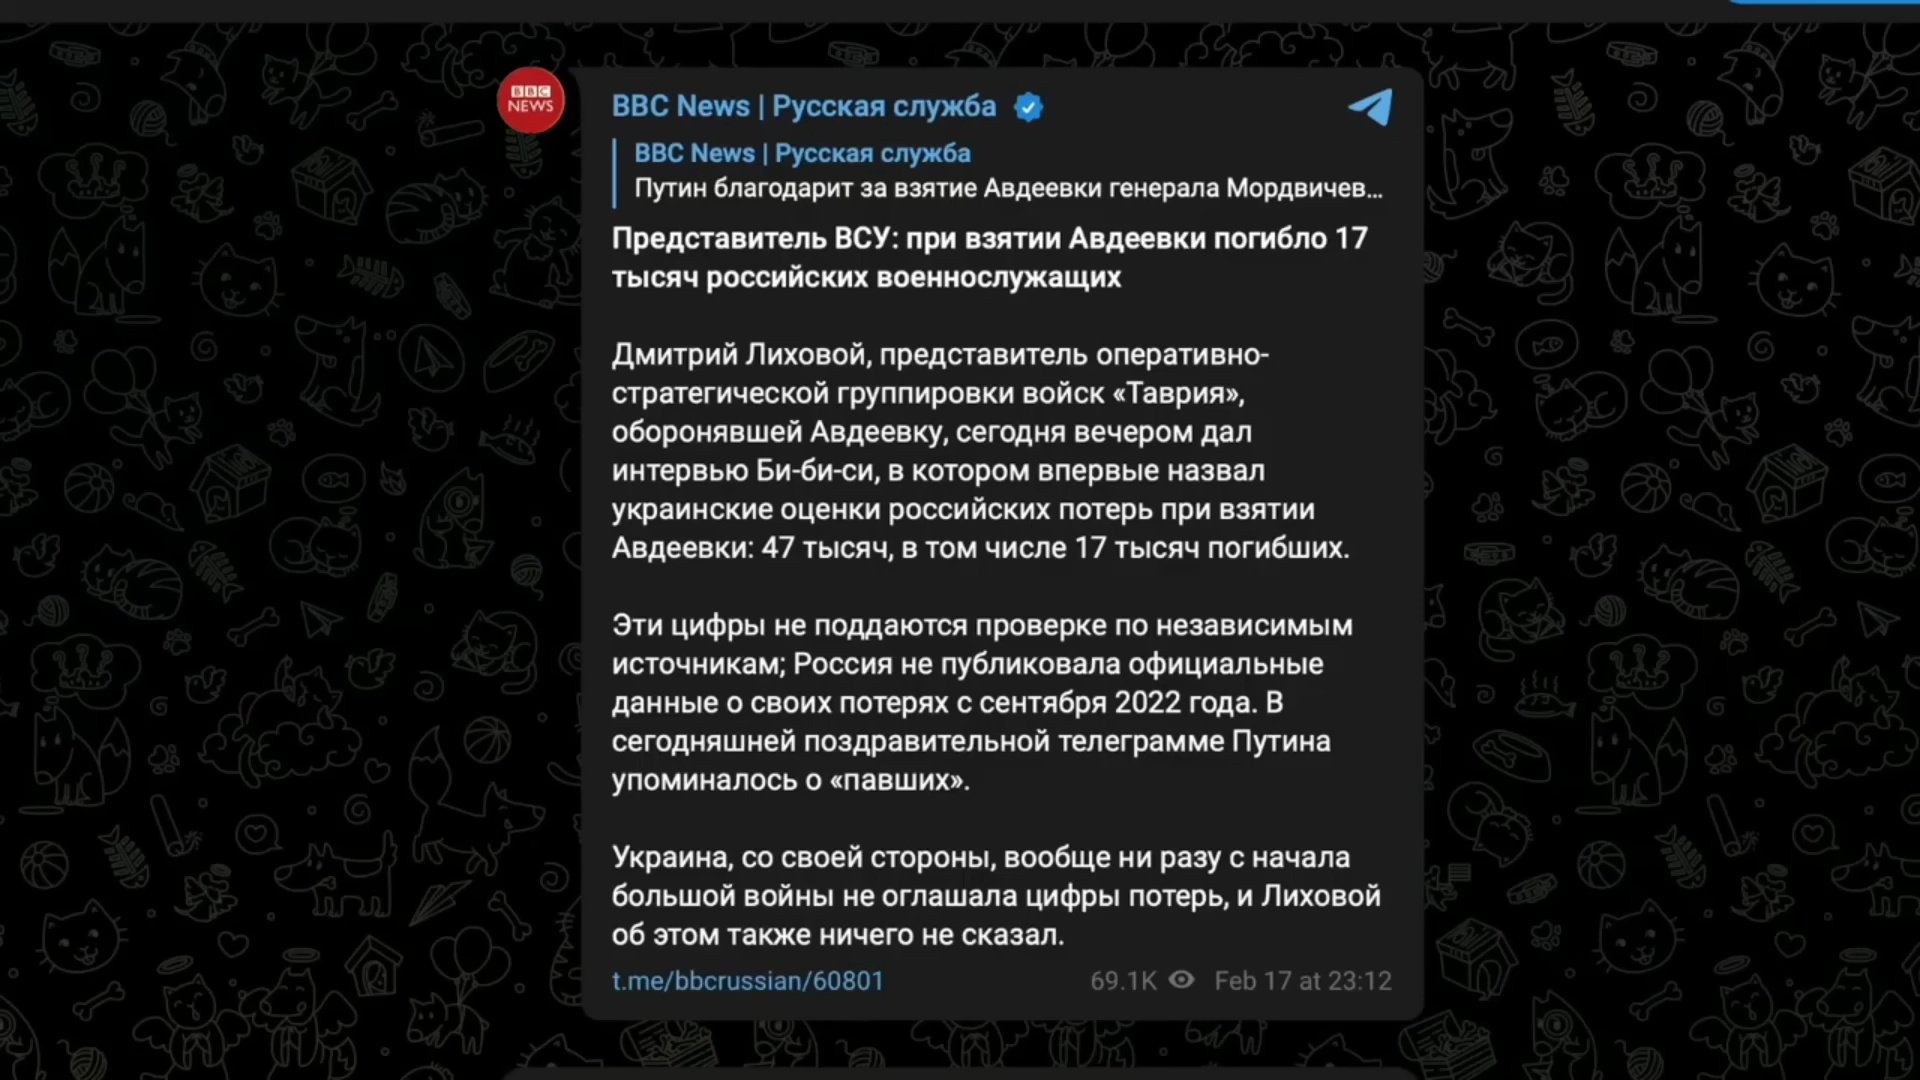 BBC
NEWS
BBC News | Русская служба
BBC News | Русская служба
Путин благодарит за взятие Авдеевки генерала Мордвичев...
Представитель ВСУ: при взятии Авдеевки погибло 17
тысяч российских военнослужащих
Дмитрий Лиховой, представитель оперативно-
стратегической группировки войск «Таврия»,
оборонявшей Авдеевку, сегодня вечером дал
интервью Би-би-си, в котором впервые назвал
украинские оценки российских потерь при взятии
Авдеевки: 47 тысяч, в том числе 17 тысяч погибших.
Эти цифры не поддаются проверке по независимым
источникам; Россия не публиковала официальные
данные о своих потерях с сентября 2022 года. В
сегодняшней поздравительной телеграмме Путина
упоминалось о «павших».
Украина, со своей стороны, вообще ни разу с начала
большой войны не оглашала цифры потерь, и Лиховой
об этом также ничего не сказал.
t.me/bbcrussian/60801 69.1K Feb 17 at 23:12